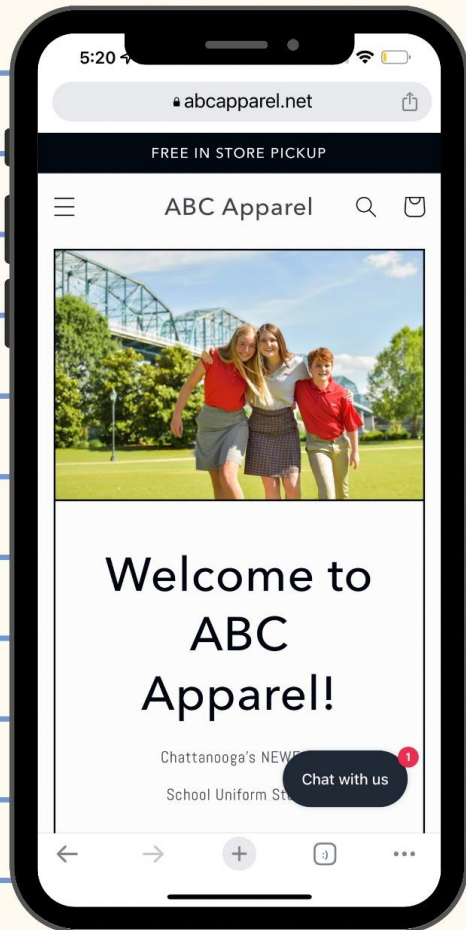 5:20
abcapparel.net
FREE IN STORE PICKUP
ABC Apparel
Welcome to
ABC
Apparel!
Chattanooga's
School Uniform
Chat with us
1
:)